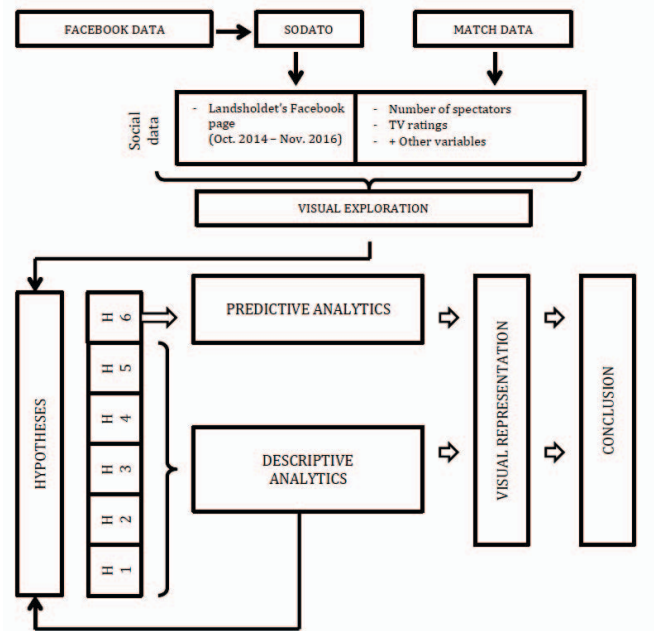 FACEBOOK DATA
SODATO
MATCH DATA
Social
data
- Landsholdet's Facebook
page
(Oct. 2014 – Nov. 2016)
- Number of spectators
- TV ratings
- + Other variables
VISUAL EXPLORATION
HYPOTHESES
H 6
H 5
H 4
H 3
H 2
H 1
PREDICTIVE ANALYTICS
DESCRIPTIVE
ANALYTICS
VISUAL REPRESENTATION
CONCLUSION